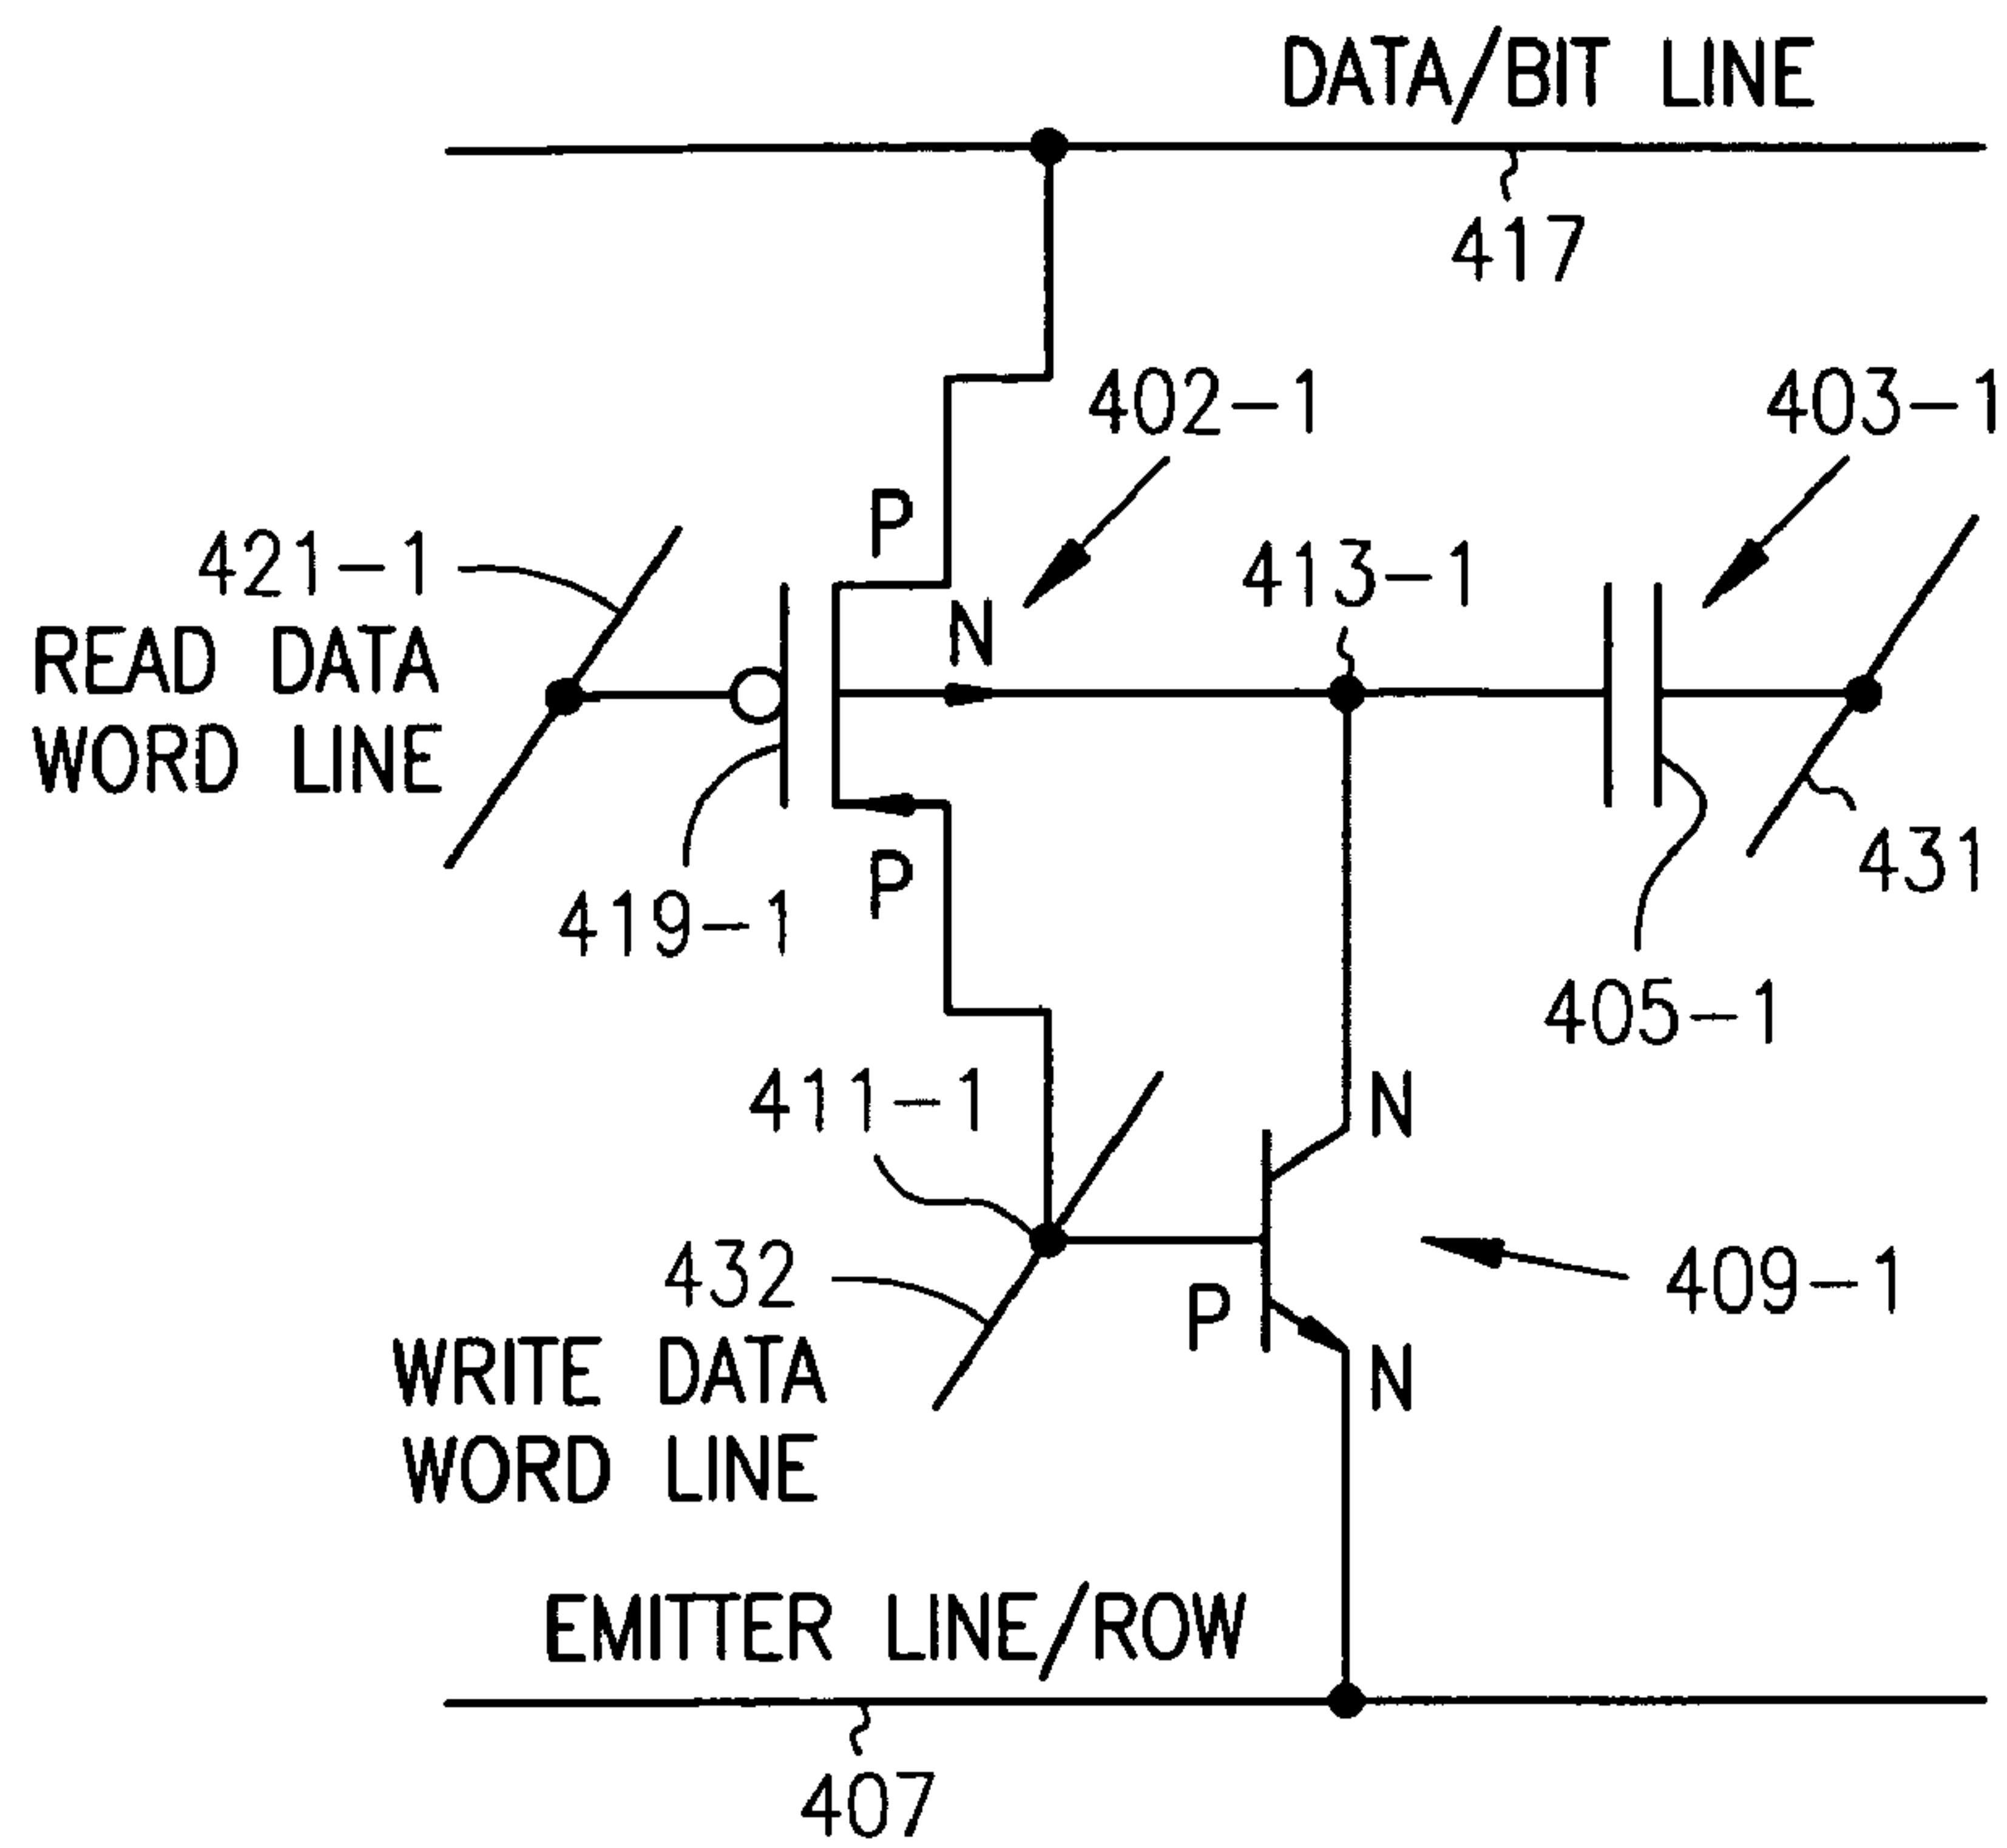 DATA/BIT LINE
417
402-1
403-1
P
421-1
413-1
N
READ DATA
WORD LINE
431
P
419-1
405-1
411-1
N
432
P
409-1
WRITE DATA
N
WORD LINE
EMITTER LINE/ROW
407